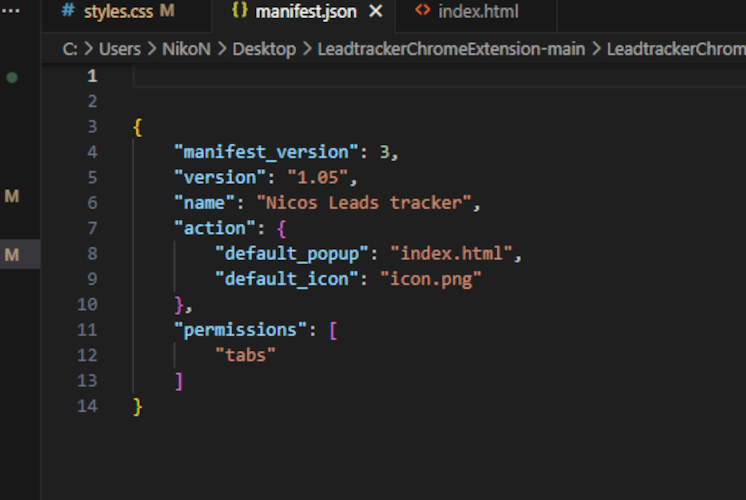 ... # styles.css M {} manifest.json × <> index.html
C: > Users > NikoN > Desktop > LeadtrackerChromeExtension-main > LeadtrackerChrom
1
2
3 {
4 "manifest_version": 3,
5 "version": "1.05",
M 6 "name": "Nicos Leads tracker",
7 "action": {
M 8 "default_popup": "index.html",
9 "default_icon": "icon.png"
10 },
11 "permissions": [
12 "tabs"
13 ]
14 }